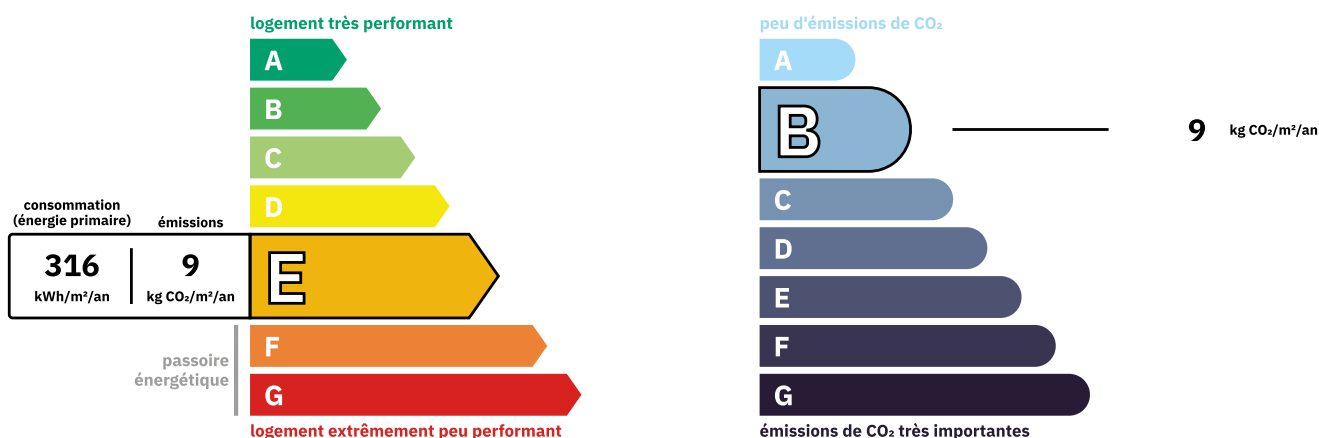 logement très performant
A
B
C
D
consommation
(énergie primaire)
émissions
316
kWh/m²/an
9
kg CO₂/m²/an
E
passoire
énergétique
F
G
logement extrêmement peu performant
peu d'émissions de CO₂
A
B
9
kg CO₂/m²/an
C
D
E
F
G
émissions de CO₂ très importantes